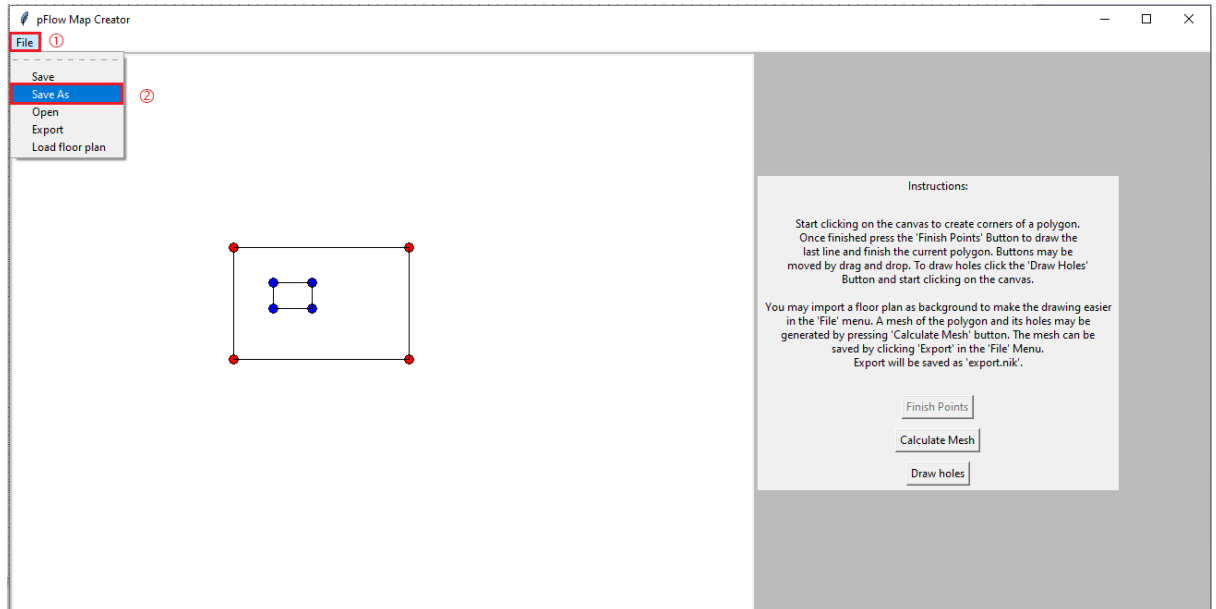 pFlow Map Creator
File ①
Save
Save As ②
Open
Export
Load floor plan
Instructions:
Start clicking on the canvas to create corners of a polygon.
Once finished press the 'Finish Points' Button to draw the
last line and finish the current polygon. Buttons may be
moved by drag and drop. To draw holes click the 'Draw Holes'
Button and start clicking on the canvas.
You may import a floor plan as background to make the drawing easier
in the 'File' menu. A mesh of the polygon and its holes may be
generated by pressing 'Calculate Mesh' button. The mesh can be
saved by clicking 'Export' in the 'File' Menu.
Export will be saved as 'export.nik'.
Finish Points
Calculate Mesh
Draw holes